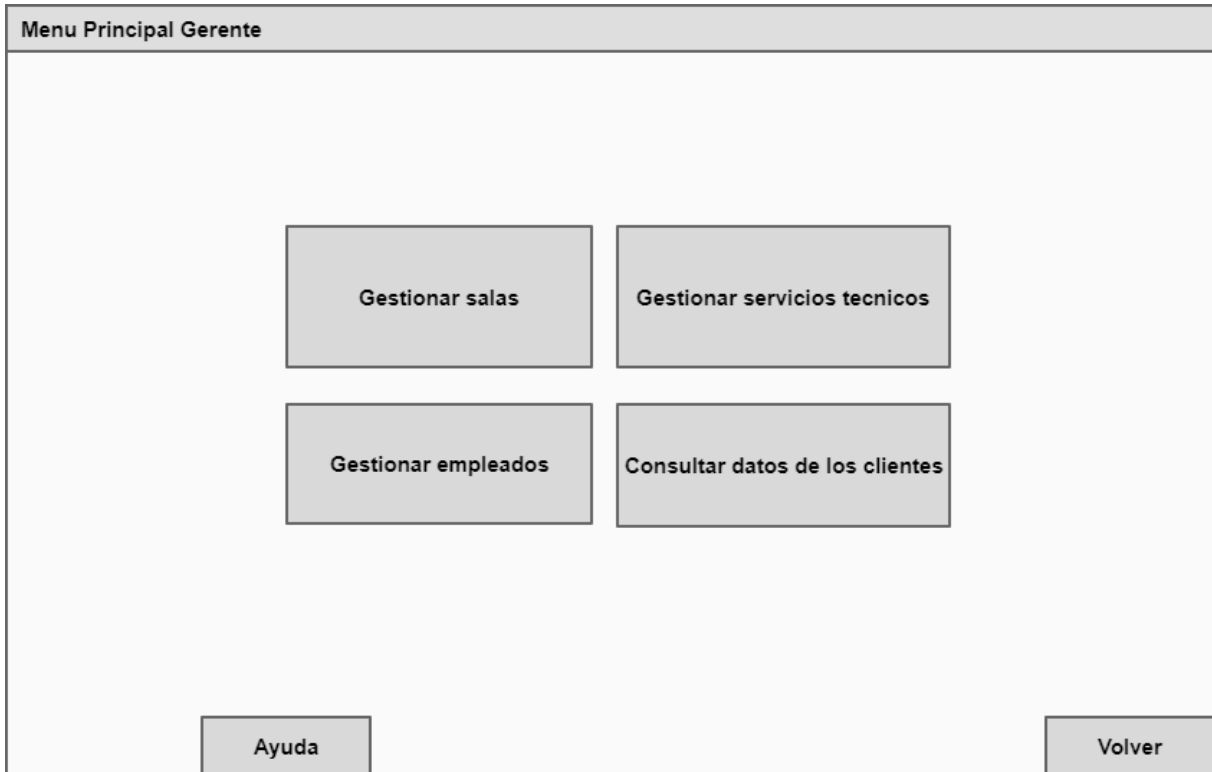 Menu Principal Gerente
Gestionar salas
Gestionar servicios tecnicos
Gestionar empleados
Consultar datos de los clientes
Ayuda
Volver